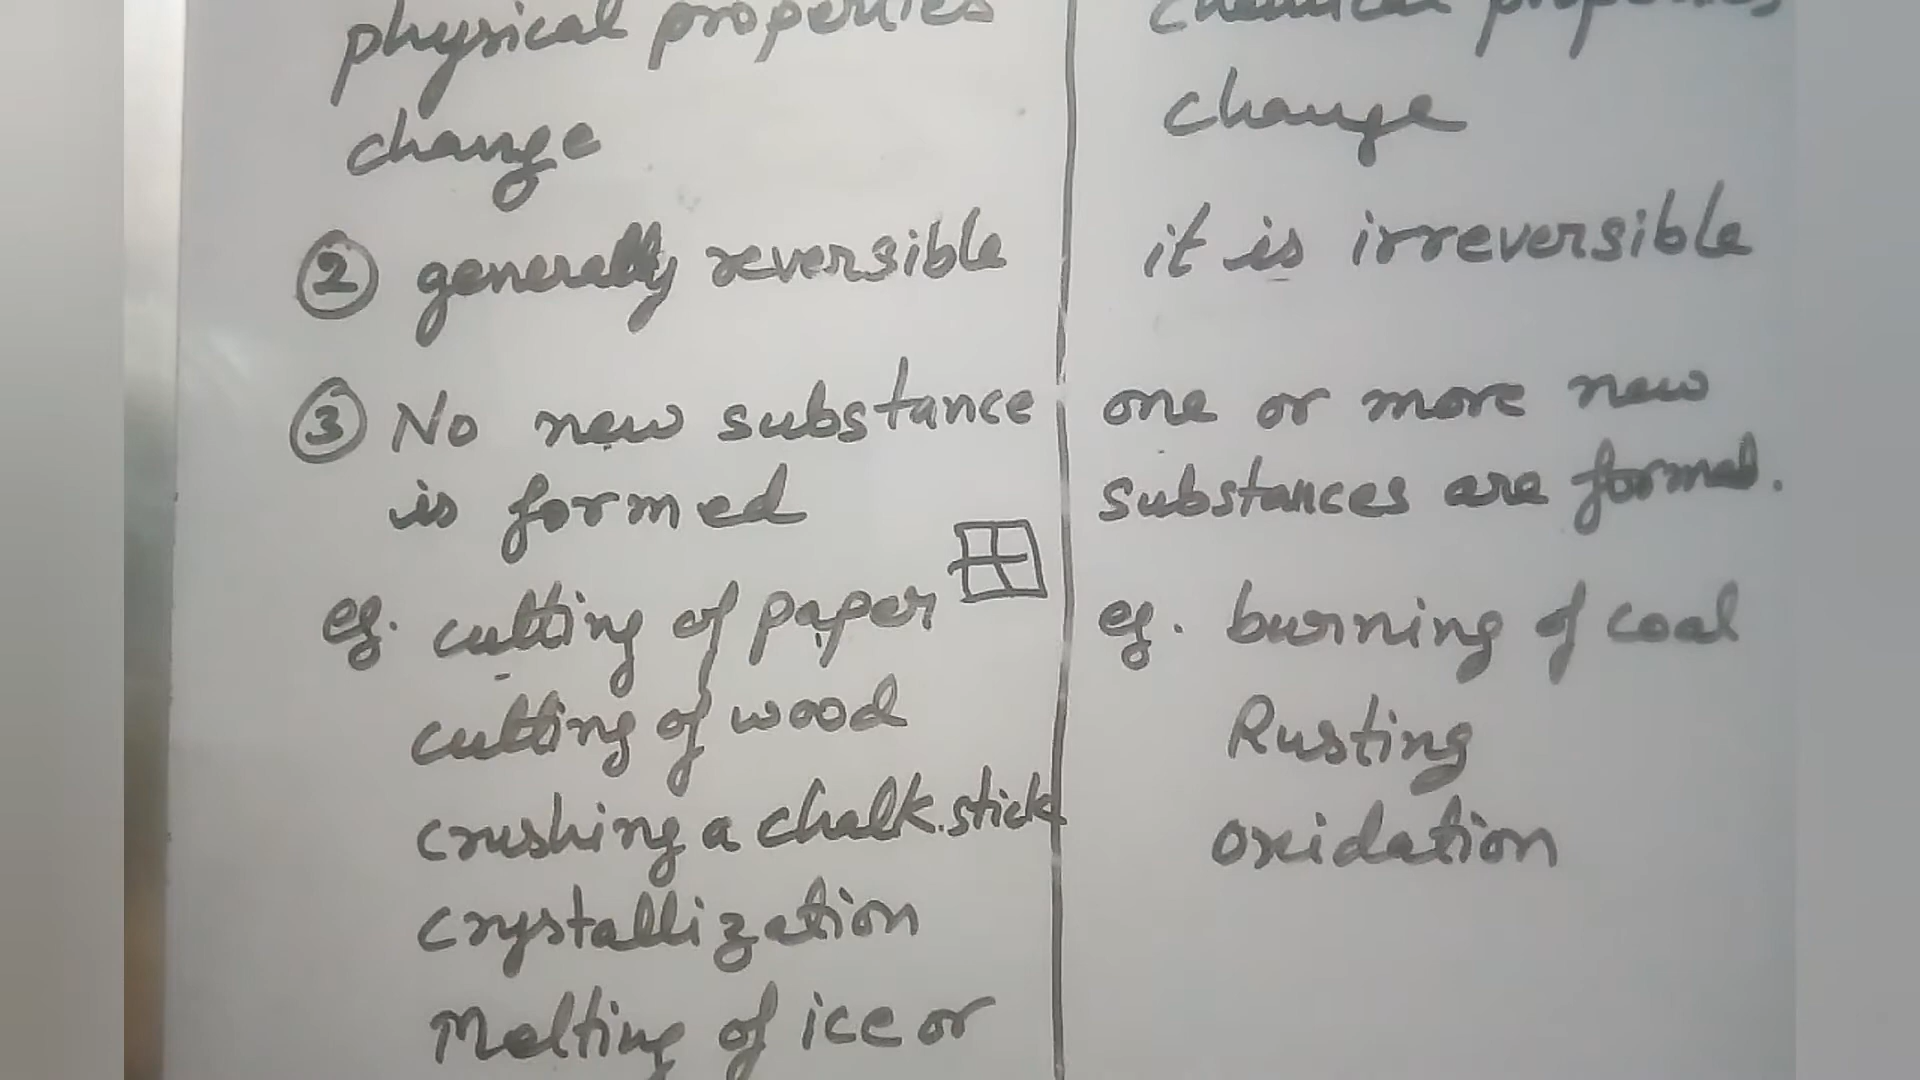 physical properties
change
② generally reversible
③ No new substance
is formed
eg. cutting of paper
cutting of wood
crushing a chalk.stick
crystallization
Melting of ice or
chemical properties
change
it is irreversible
one or more new
substances are formed.
eg. burning of coal
Rusting
oxidation